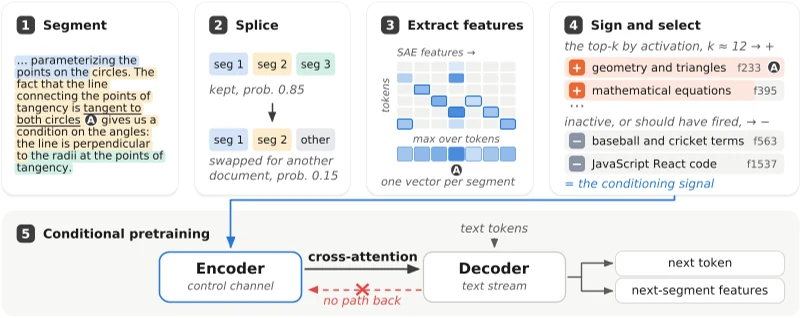 1 Segment
... parameterizing the
points on the circles. The
fact that the line
connecting the points of
tangency is tangent to
both circles A gives us a
condition on the angles:
the line is perpendicular
to the radii at the points of
tangency.
2 Splice
seg 1 seg 2 seg 3
kept, prob. 0.85
seg 1 seg 2 other
swapped for another
document, prob. 0.15
3 Extract features
SAE features →
tokens
max over tokens
A
one vector per segment
4 Sign and select
the top-k by activation, k ≈ 12 → +
+ geometry and triangles f233 A
+ mathematical equations f395
...
inactive, or should have fired, → −
− baseball and cricket terms f563
− JavaScript React code f1537
= the conditioning signal
5 Conditional pretraining
Encoder
control channel
cross-attention
no path back
text tokens
Decoder
text stream
next token
next-segment features